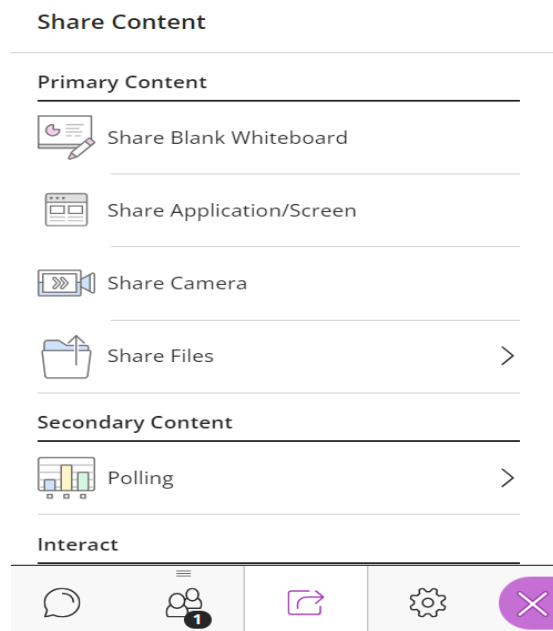 Share Content
Primary Content
Share Blank Whiteboard
Share Application/Screen
Share Camera
Share Files
Secondary Content
Polling
Interact
1